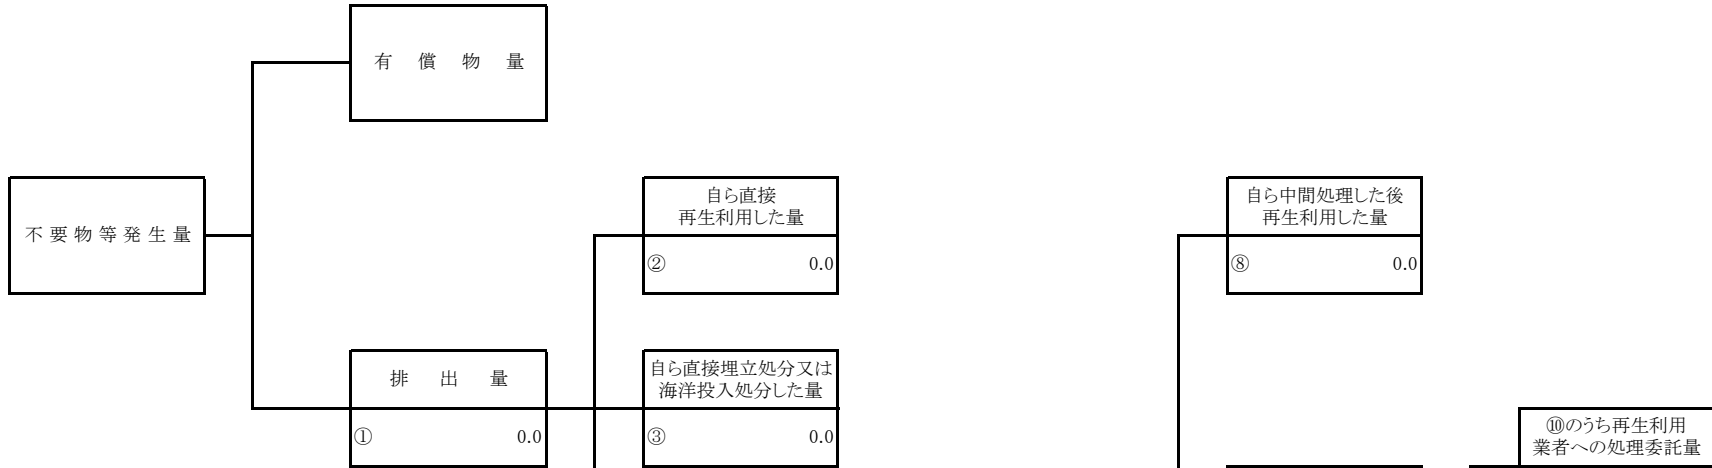 有償物量
不要物等発生量
自ら直接
再生利用した量
② 0.0
自ら中間処理した後
再生利用した量
⑧ 0.0
排出量
① 0.0
自ら直接埋立処分又は
海洋投入処分した量
③ 0.0
⑩のうち再生利用
業者への処理委託量